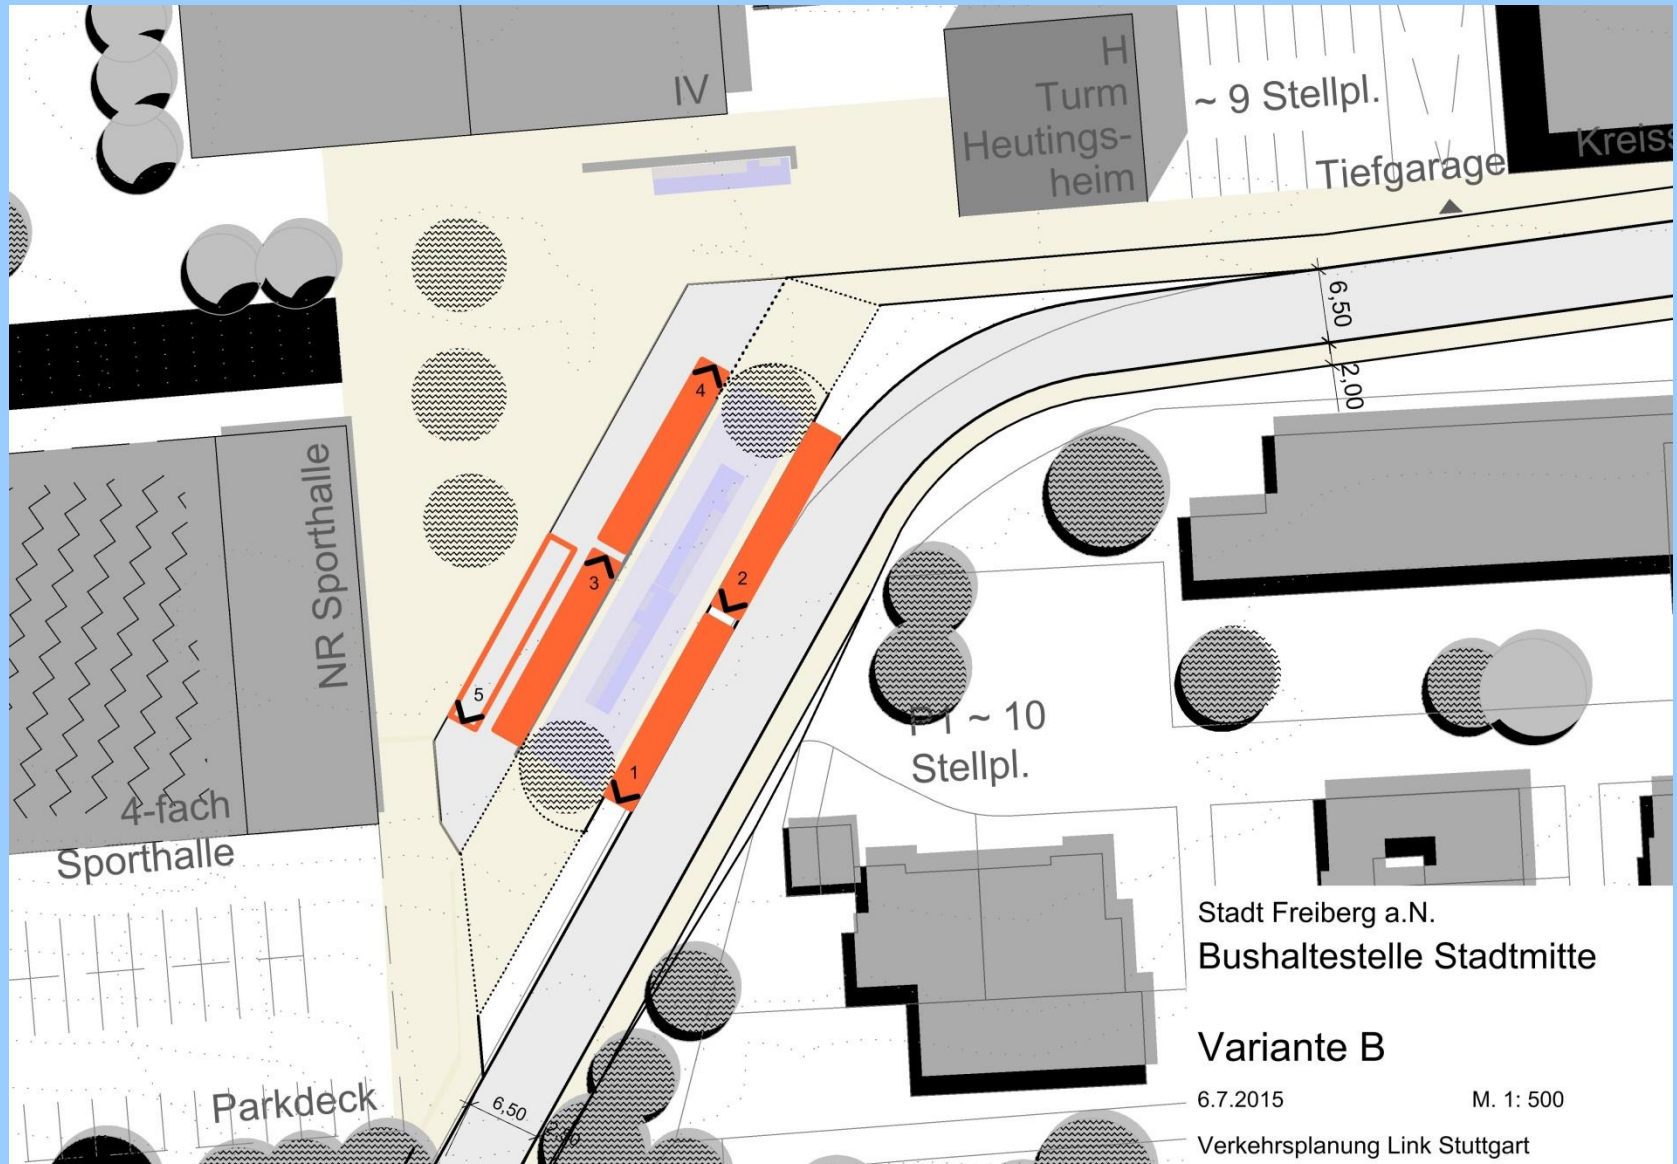 IV
H
Turm
Heutings-
heim
~ 9 Stellpl.
Tiefgarage
Kreiss
6,50
2,00
4
3
2
5
1
NR Sporthalle
4-fach
Sporthalle
P1 ~ 10
Stellpl.
Parkdeck
6,50
Stadt Freiberg a.N.
Bushaltestelle Stadtmitte
Variante B
6.7.2015
M. 1: 500
Verkehrsplanung Link Stuttgart